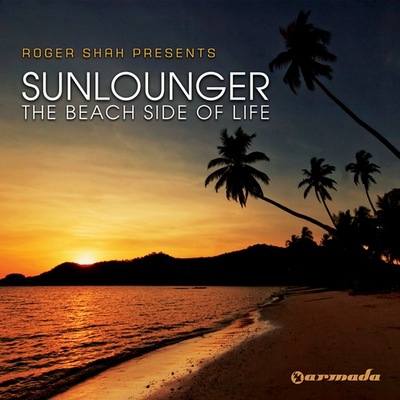 ROGER SHAH PRESENTS
SUNLOUNGER
THE BEACH SIDE OF LIFE
armada